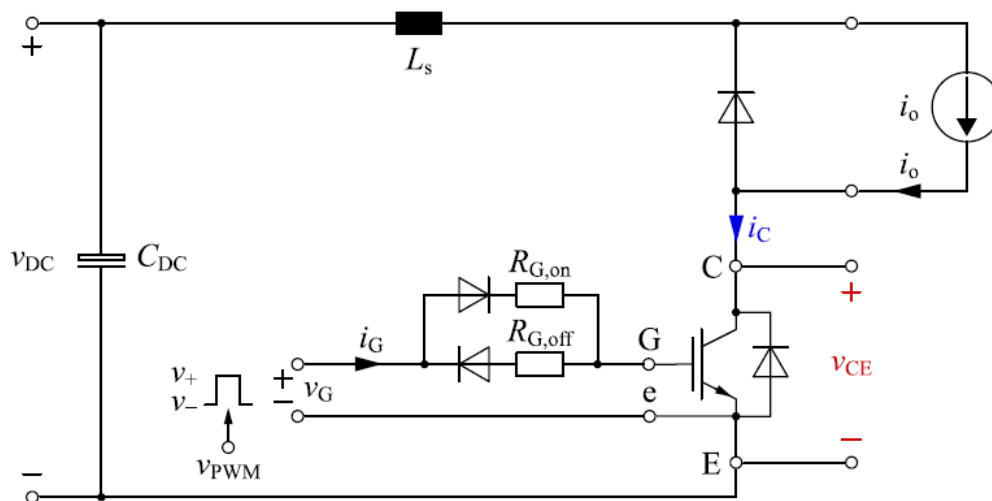 +
L_s
i_o
i_o
v_DC
C_DC
i_C
C
+
R_G,on
R_G,off
i_G
G
v_CE
v_+
v_−
+
v_G
−
e
v_PWM
−
E
−